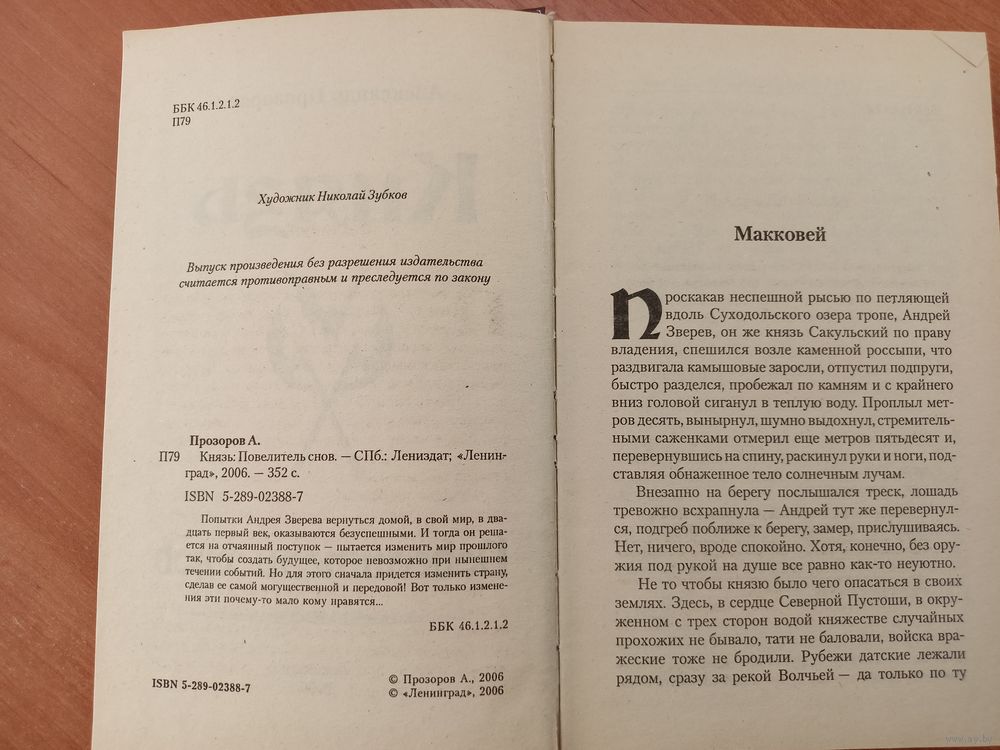 ББК 46.1.2.1.2
П79
Художник Николай Зубков
Выпуск произведения без разрешения издательства
считается противоправным и преследуется по закону
Прозоров А.
П79 Князь: Повелитель снов. — СПб.: Лениздат; «Ленин-
град», 2006. — 352 с.
ISBN 5-289-02388-7
Попытки Андрея Зверева вернуться домой, в свой мир, в два-
дцать первый век, оказываются безуспешными. И тогда он реша-
ется на отчаянный поступок — пытается изменить мир прошлого
так, чтобы создать будущее, которое невозможно при нынешнем
течении событий. Но для этого сначала придется изменить страну,
сделав ее самой могущественной и передовой! Вот только измене-
ния эти почему-то мало кому нравятся...
ББК 46.1.2.1.2
ISBN 5-289-02388-7
© Прозоров А., 2006
© «Ленинград», 2006
Макковей
Проскакав неспешной рысью по петляющей
вдоль Суходольского озера тропе, Андрей
Зверев, он же князь Сакульский по праву
владения, спешился возле каменной россыпи, что
раздвигала камышовые заросли, отпустил подпруги,
быстро разделся, пробежал по камням и с крайнего
вниз головой сиганул в теплую воду. Проплыл мет-
ров десять, вынырнул, шумно выдохнул, стремитель-
ными саженками отмерил еще метров пятьдесят и,
перевернувшись на спину, раскинул руки и ноги, под-
ставляя обнаженное тело солнечным лучам.
Внезапно на берегу послышался треск, лошадь
тревожно всхрапнула — Андрей тут же перевернул-
ся, подгреб поближе к берегу, замер, прислушиваясь.
Нет, ничего, вроде спокойно. Хотя, конечно, без ору-
жия под рукой на душе все равно как-то неуютно.
Не то чтобы князю было чего опасаться в своих
землях. Здесь, в сердце Северной Пустоши, в окру-
женном с трех сторон водой княжестве случайных
прохожих не бывало, тати не баловали, войска вра-
жеские тоже не бродили. Рубежи датские лежали
рядом, сразу за рекой Волчьей — да только по ту
www.av.by